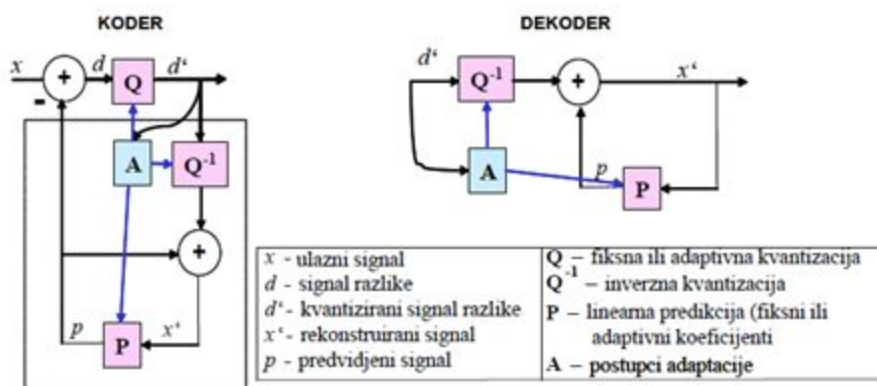 KODER
DEKODER
x
+
d
Q
d‘
-
A
Q-1
+
p
P
x‘
d‘
Q-1
+
x‘
A
p
P
x - ulazni signal
d - signal razlike
d‘ - kvantizirani signal razlike
x‘ - rekonstruirani signal
p - predvidjeni signal
Q – fiksna ili adaptivna kvantizacija
Q-1 – inverzna kvantizacija
P – linearna predikcija (fiksni ili
adaptivni koeficijenti
A – postupci adaptacije